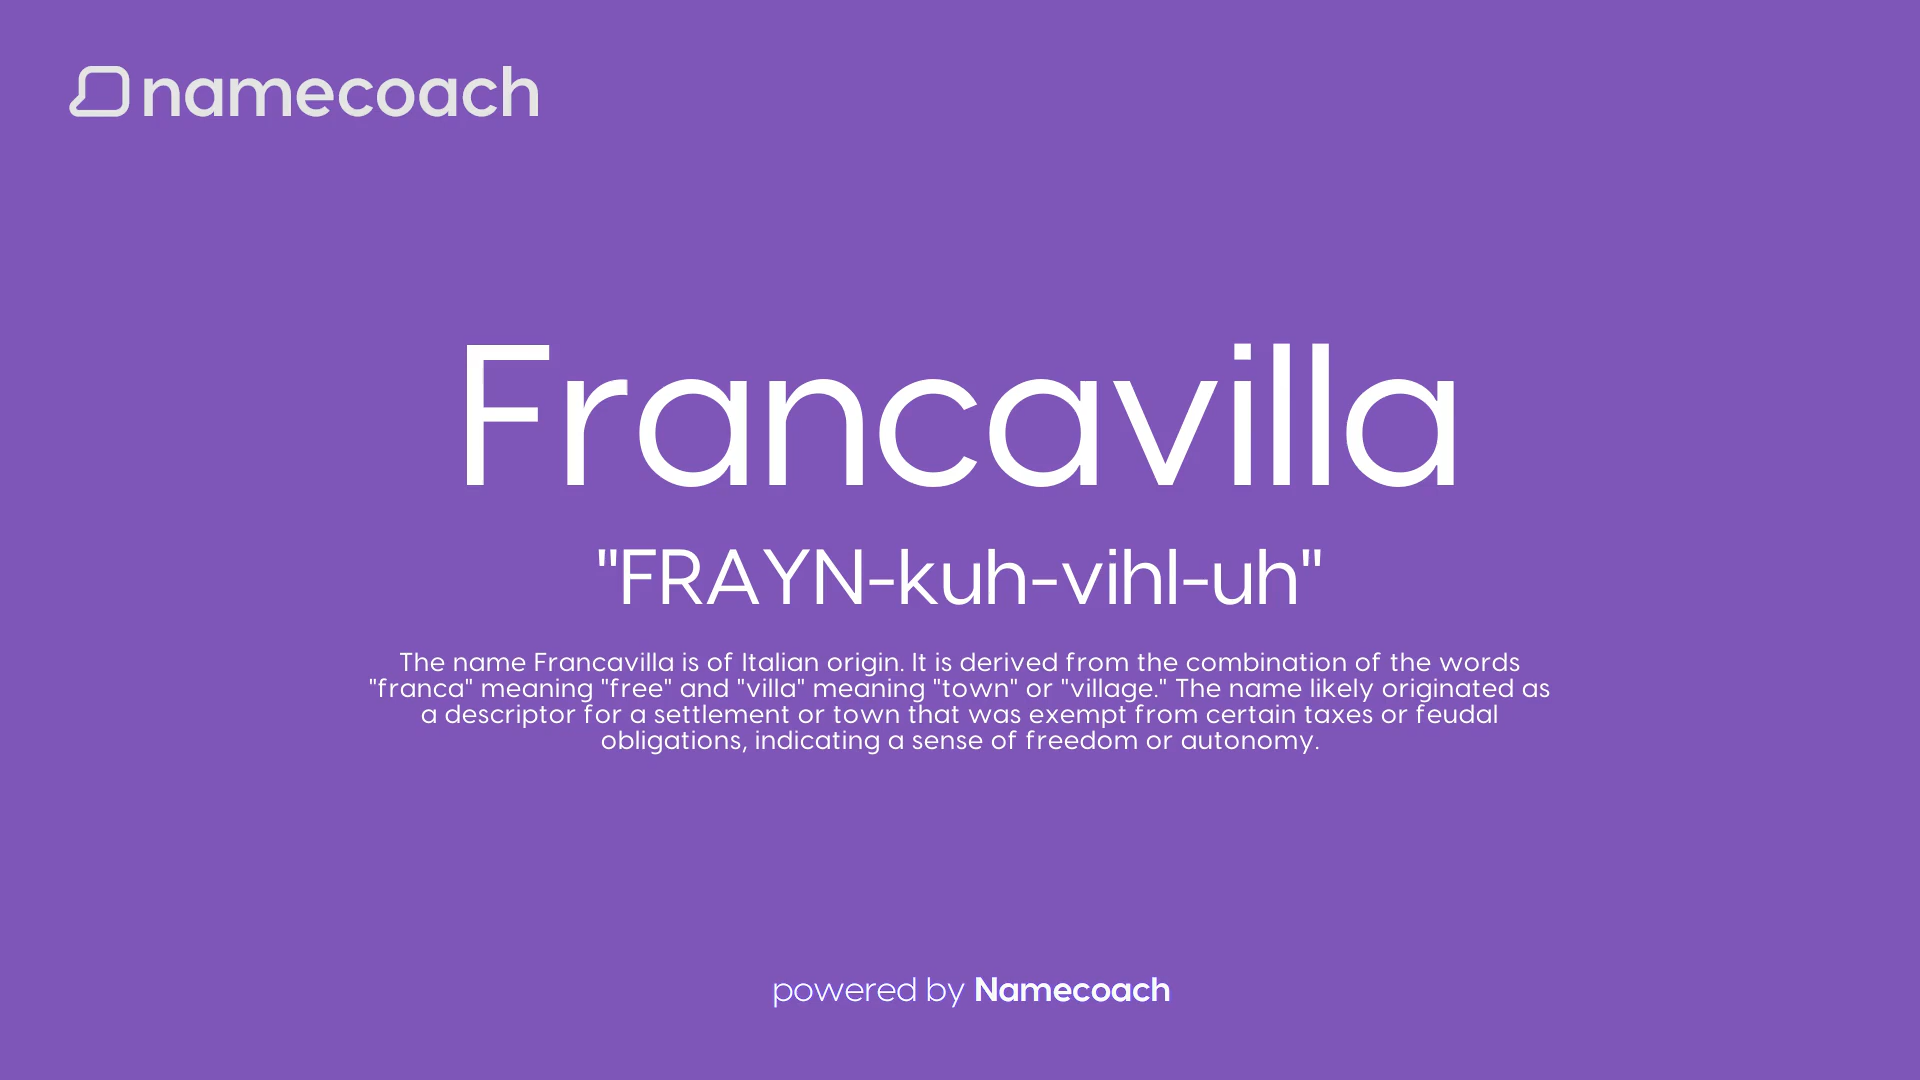 namecoach
Francavilla
"FRAYN-kuh-vihl-uh"
The name Francavilla is of Italian origin. It is derived from the combination of the words
"franca" meaning "free" and "villa" meaning "town" or "village." The name likely originated as
a descriptor for a settlement or town that was exempt from certain taxes or feudal
obligations, indicating a sense of freedom or autonomy.
powered by Namecoach